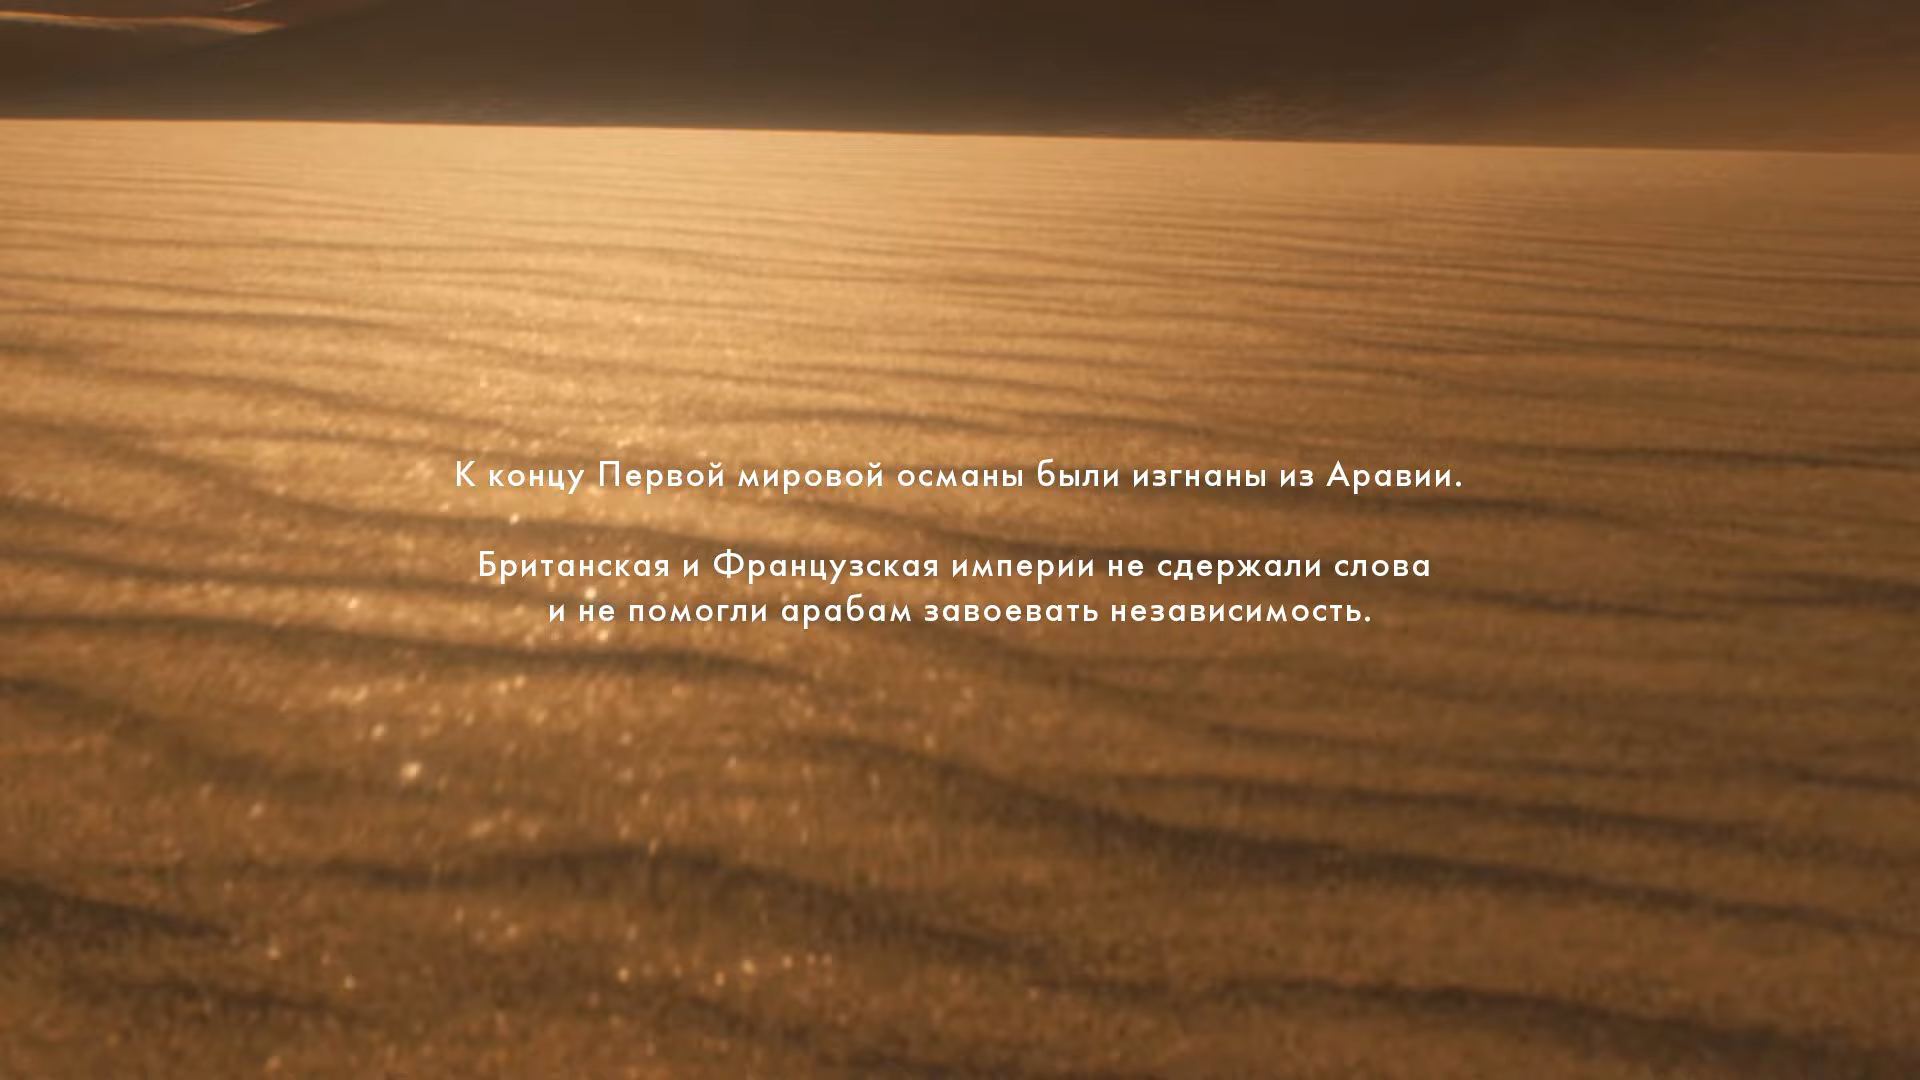 К концу Первой мировой османы были изгнаны из Аравии.
Британская и Французская империи не сдержали слова
и не помогли арабам завоевать независимость.